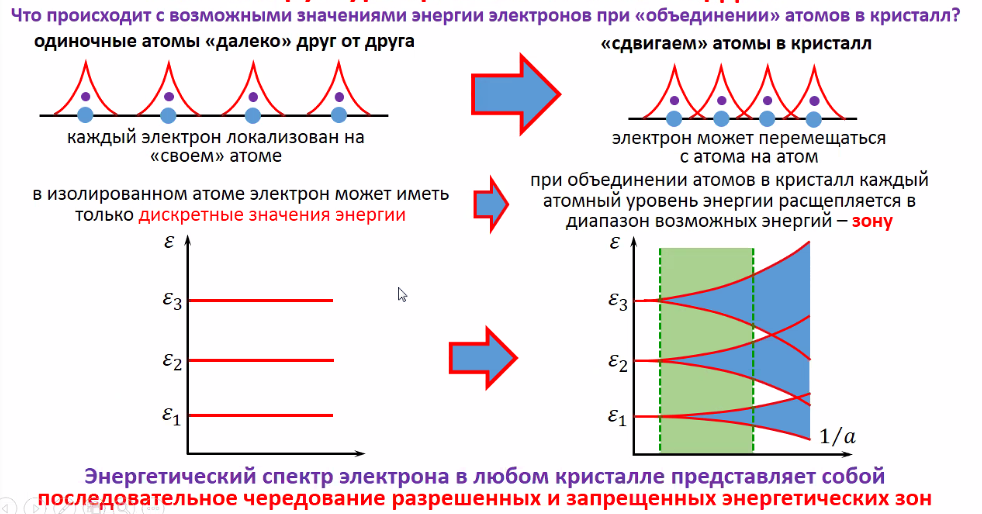 Что происходит с возможными значениями энергии электронов при «объединении» атомов в кристалл?
одиночные атомы «далеко» друг от друга
«сдвигаем» атомы в кристалл
каждый электрон локализован на
«своем» атоме
электрон может перемещаться
с атома на атом
в изолированном атоме электрон может иметь
только дискретные значения энергии
при объединении атомов в кристалл каждый
атомный уровень энергии расщепляется в
диапазон возможных энергий – зону
ε
ε₃
ε₂
ε₁
ε
ε₃
ε₂
ε₁
1/a
Энергетический спектр электрона в любом кристалле представляет собой
последовательное чередование разрешенных и запрещенных энергетических зон